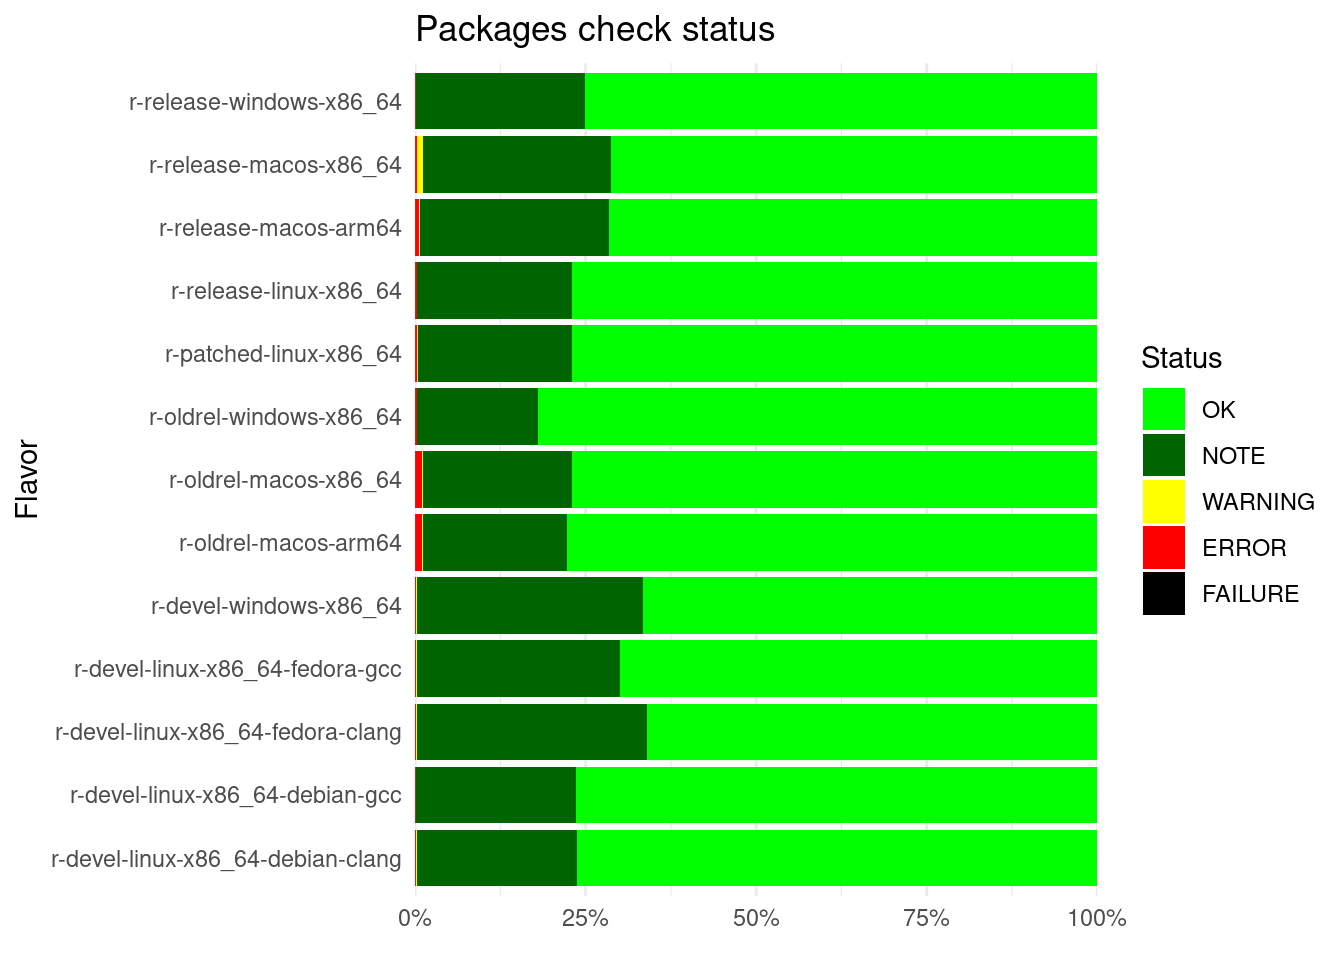 Packages check status
Flavor
r-release-windows-x86_64
r-release-macos-x86_64
r-release-macos-arm64
r-release-linux-x86_64
r-patched-linux-x86_64
r-oldrel-windows-x86_64
r-oldrel-macos-x86_64
r-oldrel-macos-arm64
r-devel-windows-x86_64
r-devel-linux-x86_64-fedora-gcc
r-devel-linux-x86_64-fedora-clang
r-devel-linux-x86_64-debian-gcc
r-devel-linux-x86_64-debian-clang
0% 25% 50% 75% 100%
Status
OK
NOTE
WARNING
ERROR
FAILURE